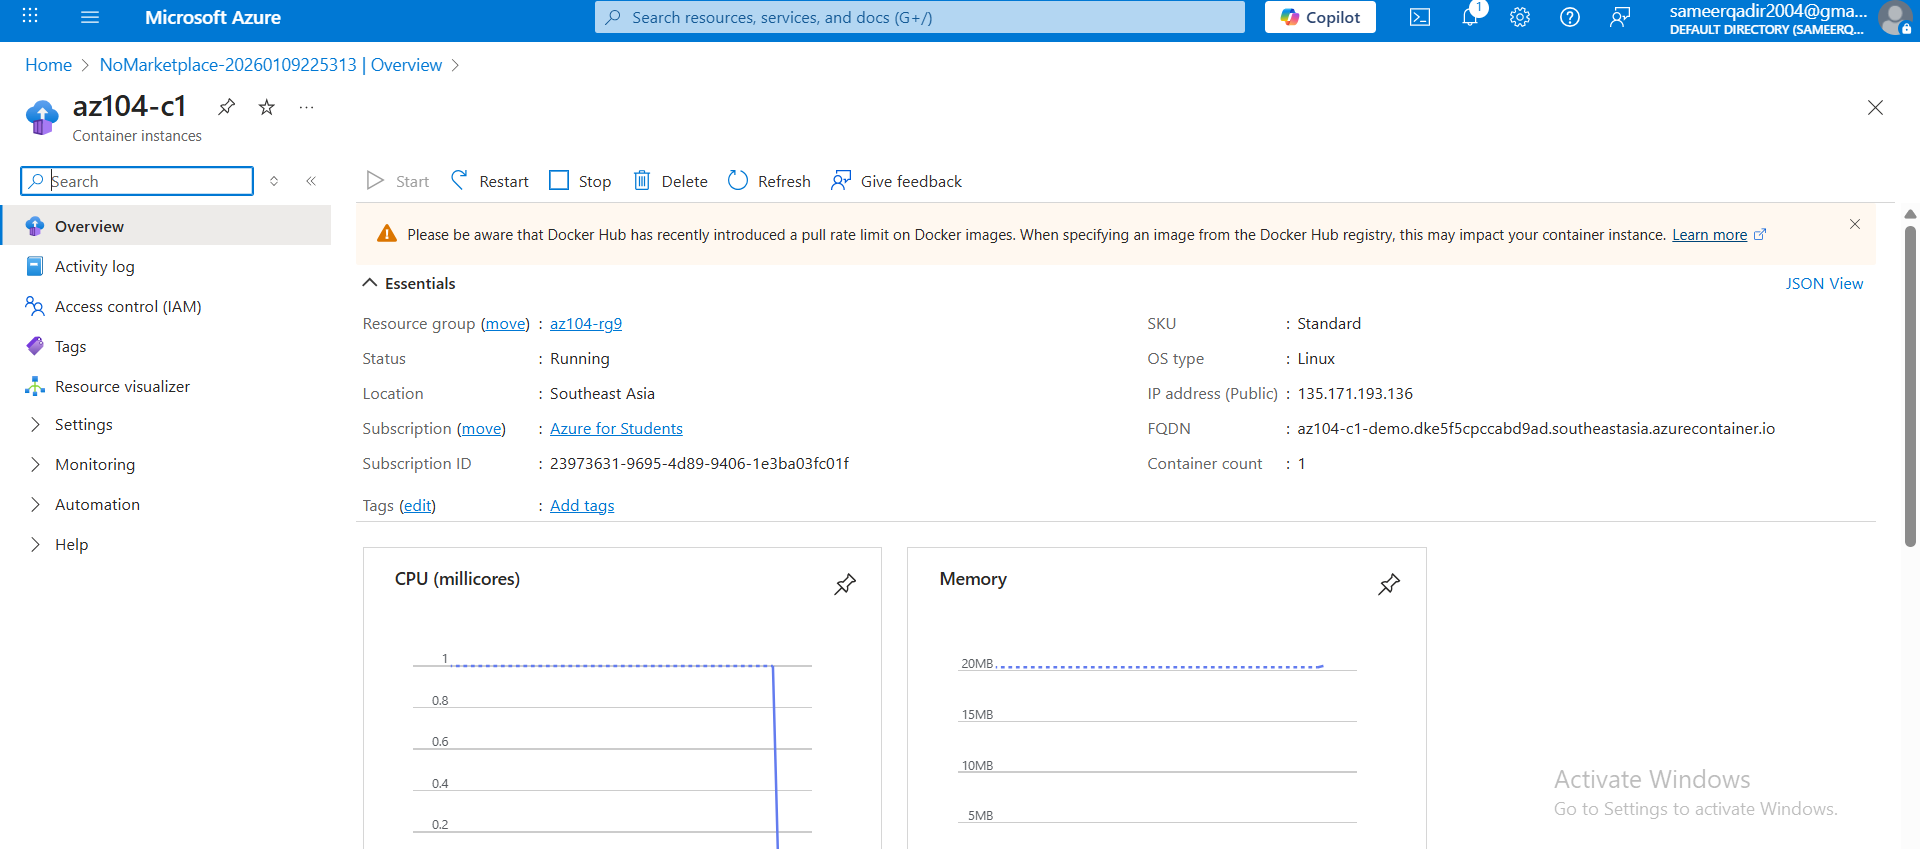 Microsoft Azure
Search resources, services, and docs (G+/)
Copilot
1
sameerqadir2004@gma...
DEFAULT DIRECTORY (SAMEERQ...
Home > NoMarketplace-20260109225313 | Overview >
az104-c1
Container instances
Search
Overview
Activity log
Access control (IAM)
Tags
Resource visualizer
Settings
Monitoring
Automation
Help
Start Restart Stop Delete Refresh Give feedback
Please be aware that Docker Hub has recently introduced a pull rate limit on Docker images. When specifying an image from the Docker Hub registry, this may impact your container instance. Learn more
Essentials
JSON View
Resource group (move) : az104-rg9
Status : Running
Location : Southeast Asia
Subscription (move) : Azure for Students
Subscription ID : 23973631-9695-4d89-9406-1e3ba03fc01f
Tags (edit) : Add tags
SKU : Standard
OS type : Linux
IP address (Public) : 135.171.193.136
FQDN : az104-c1-demo.dke5f5cpccabd9ad.southeastasia.azurecontainer.io
Container count : 1
CPU (millicores)
1
0.8
0.6
0.4
0.2
Memory
20MB
15MB
10MB
5MB
Activate Windows
Go to Settings to activate Windows.